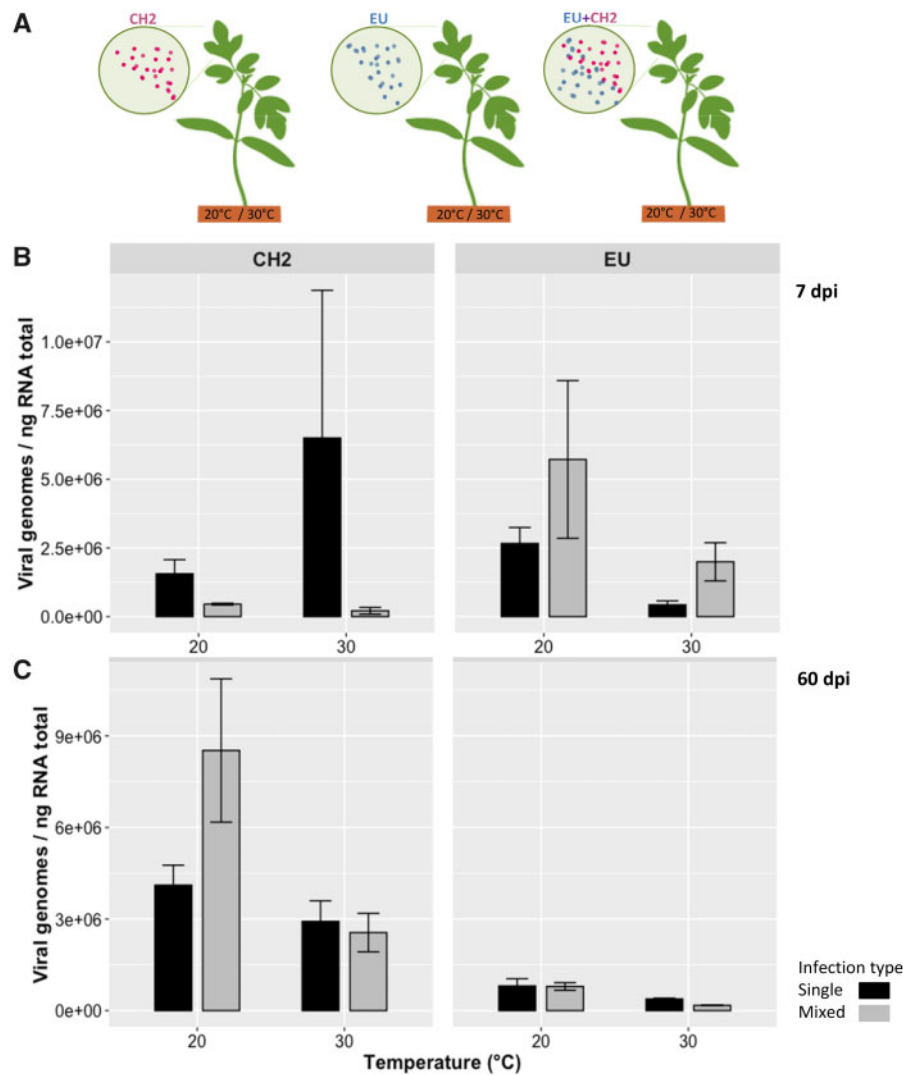 A
CH2
EU
EU+CH2
20°C / 30°C
20°C / 30°C
20°C / 30°C
B
CH2
EU
7 dpi
Viral genomes / ng RNA total
1.0e+07
7.5e+06
5.0e+06
2.5e+06
0.0e+00
20
30
20
30
C
60 dpi
Viral genomes / ng RNA total
9e+06
6e+06
3e+06
0e+00
20
30
20
30
Temperature (°C)
Infection type
Single
Mixed